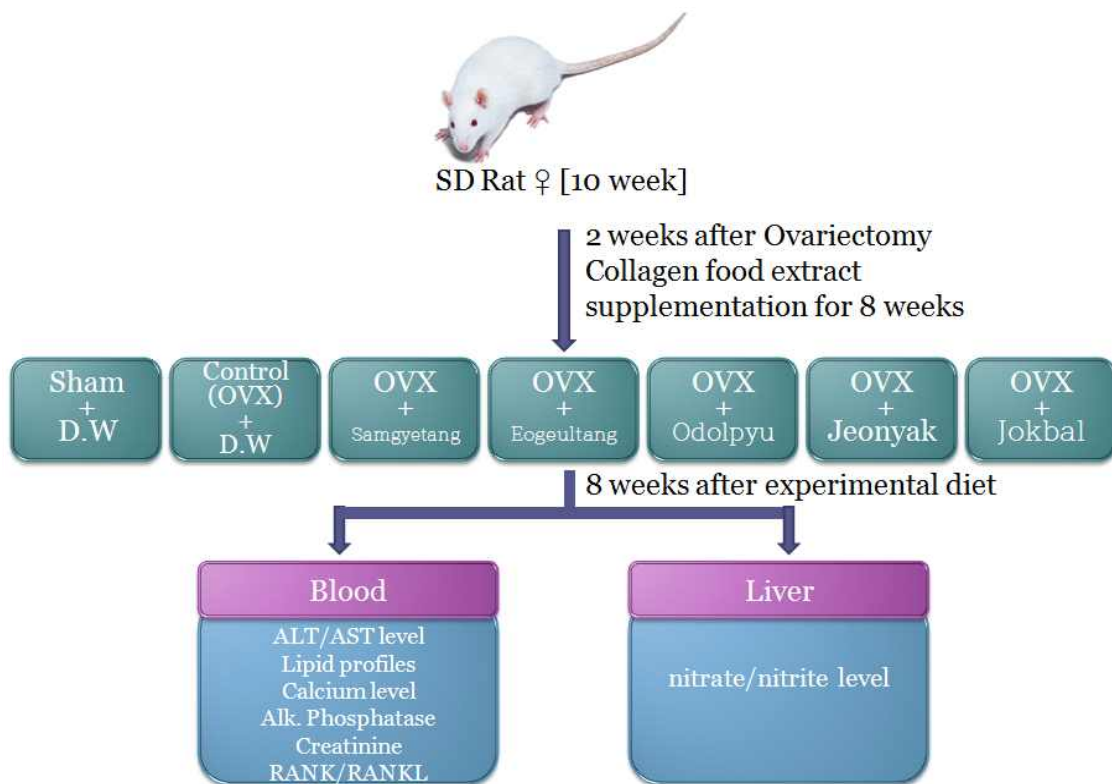 SD Rat ♀ [10 week]
2 weeks after Ovariectomy
Collagen food extract
supplementation for 8 weeks
Sham
+
D.W
Control
(OVX)
+
D.W
OVX
+
Samgyetang
OVX
+
Eogeultang
OVX
+
Odolpyu
OVX
+
Jeonyak
OVX
+
Jokbal
8 weeks after experimental diet
Blood
ALT/AST level
Lipid profiles
Calcium level
Alk. Phosphatase
Creatinine
RANK/RANKL
Liver
nitrate/nitrite level